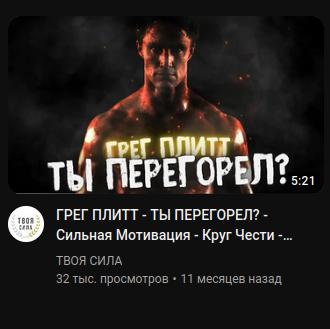 ГРЕГ ПЛИТТ
ТЫ ПЕРЕГОРЕЛ?
5:21
ТВОЯ
СИЛА
ГРЕГ ПЛИТТ - ТЫ ПЕРЕГОРЕЛ? -
Сильная Мотивация - Круг Чести -...
ТВОЯ СИЛА
32 тыс. просмотров • 11 месяцев назад